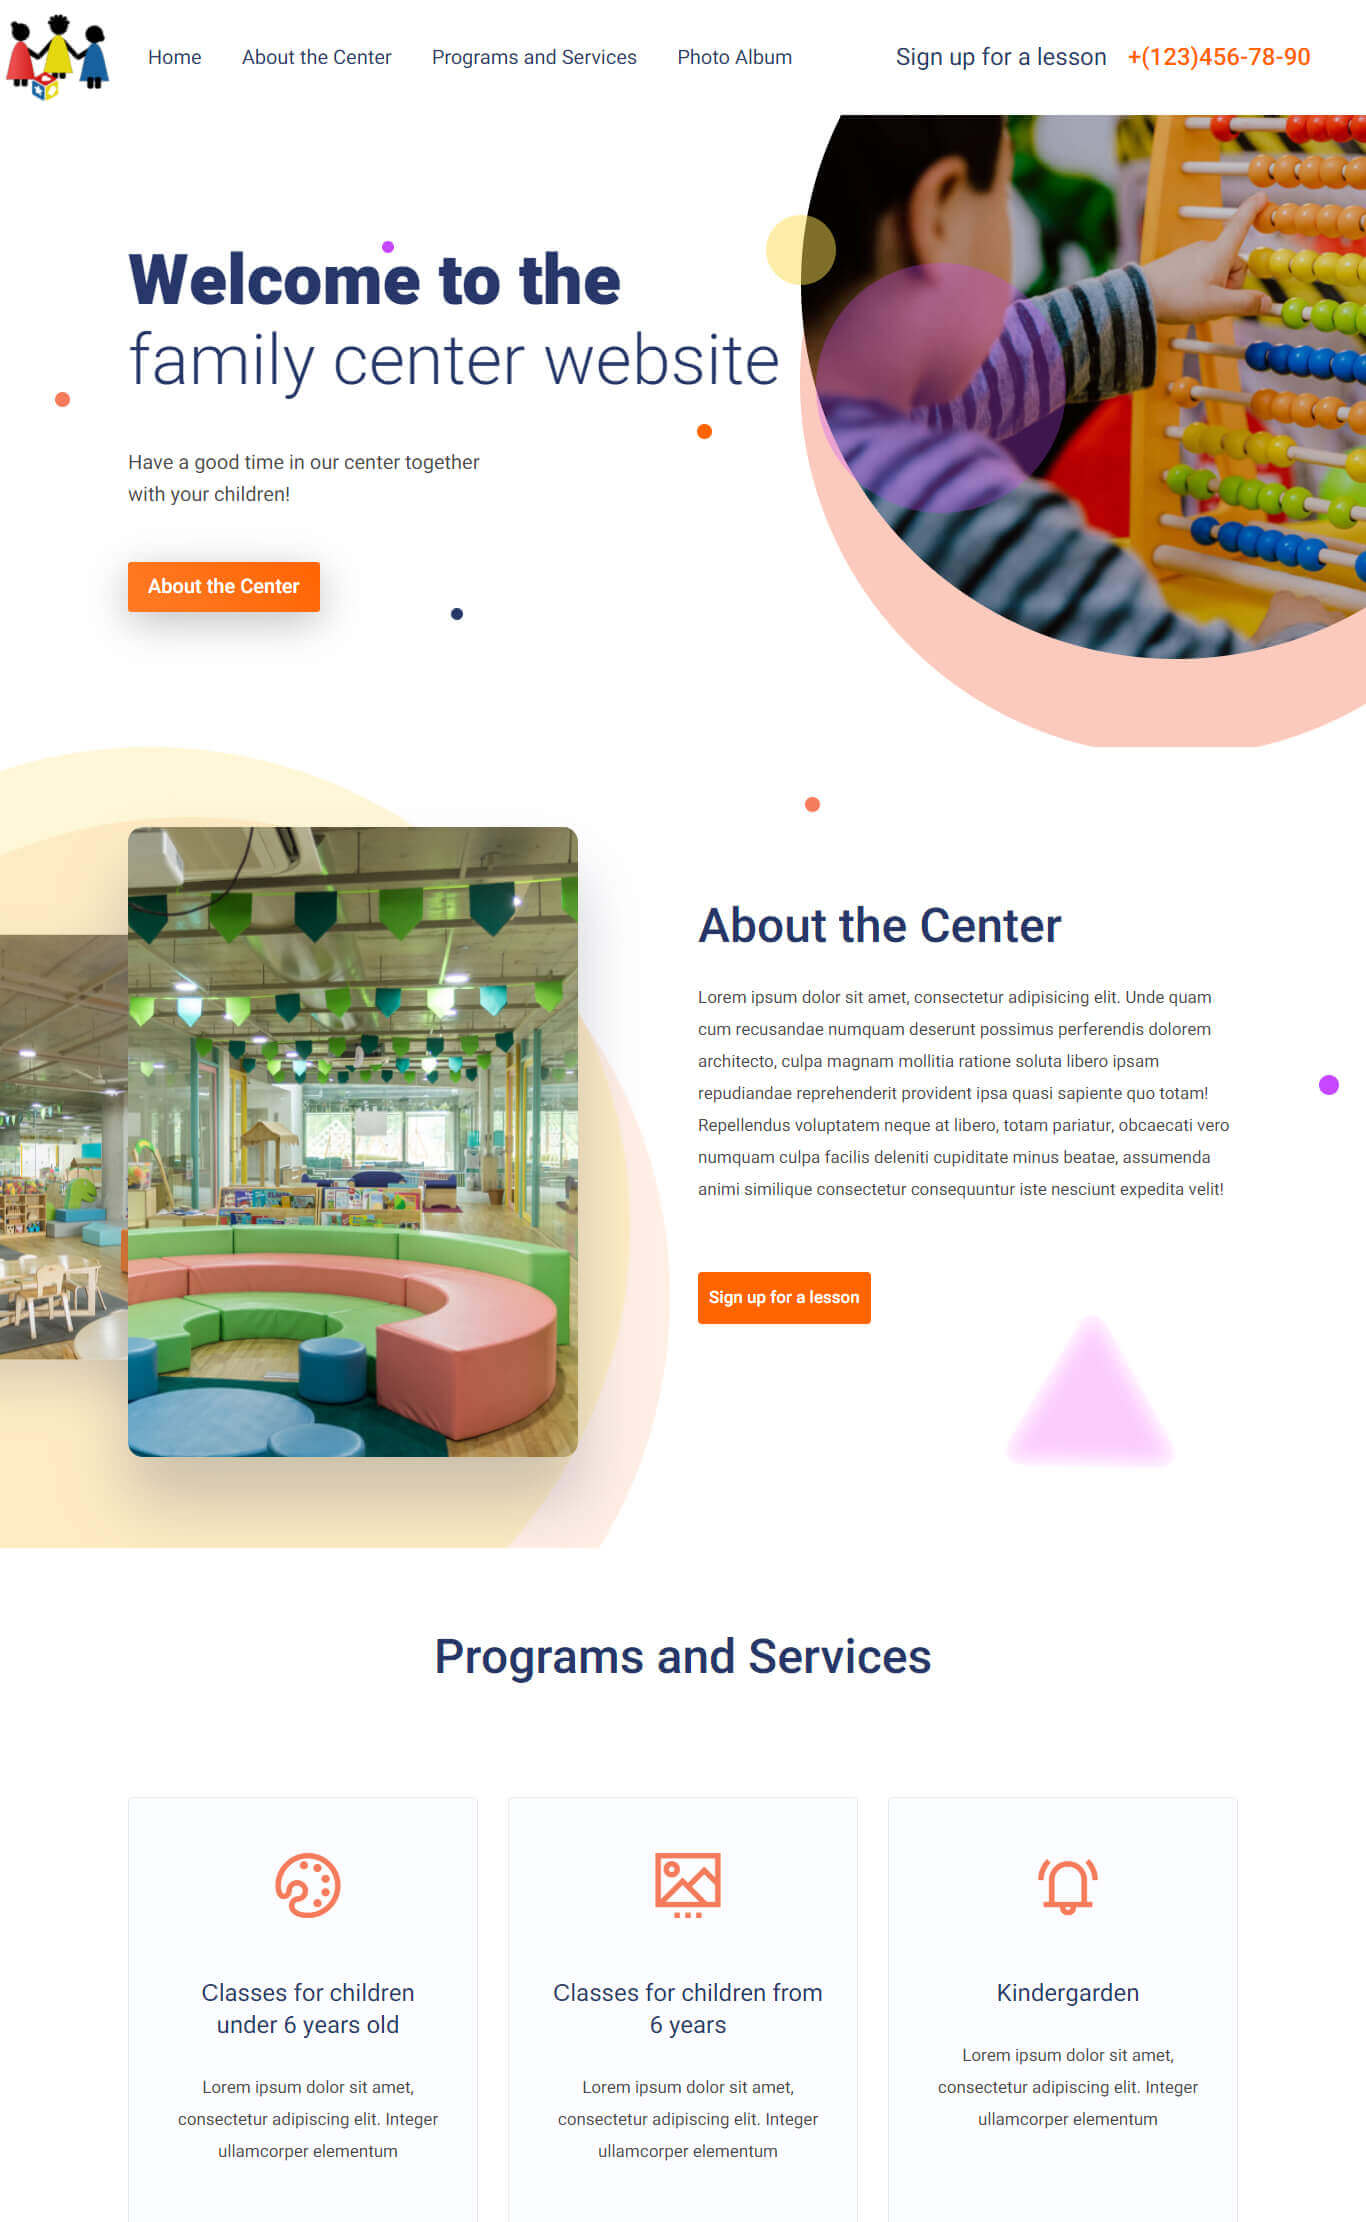 Home
About the Center
Programs and Services
Photo Album
Sign up for a lesson
+(123)456-78-90
Welcome to the
family center website
Have a good time in our center together
with your children!
About the Center
About the Center
Lorem ipsum dolor sit amet, consectetur adipisicing elit. Unde quam
cum recusandae numquam deserunt possimus perferendis dolorem
architecto, culpa magnam mollitia ratione soluta libero ipsam
repudiandae reprehenderit provident ipsa quasi sapiente quo totam!
Repellendus voluptatem neque at libero, totam pariatur, obcaecati vero
numquam culpa facilis deleniti cupiditate minus beatae, assumenda
animi similique consectetur consequuntur iste nesciunt expedita velit!
Sign up for a lesson
Programs and Services
Classes for children
under 6 years old
Lorem ipsum dolor sit amet,
consectetur adipiscing elit. Integer
ullamcorper elementum
Classes for children from
6 years
Lorem ipsum dolor sit amet,
consectetur adipiscing elit. Integer
ullamcorper elementum
Kindergarden
Lorem ipsum dolor sit amet,
consectetur adipiscing elit. Integer
ullamcorper elementum